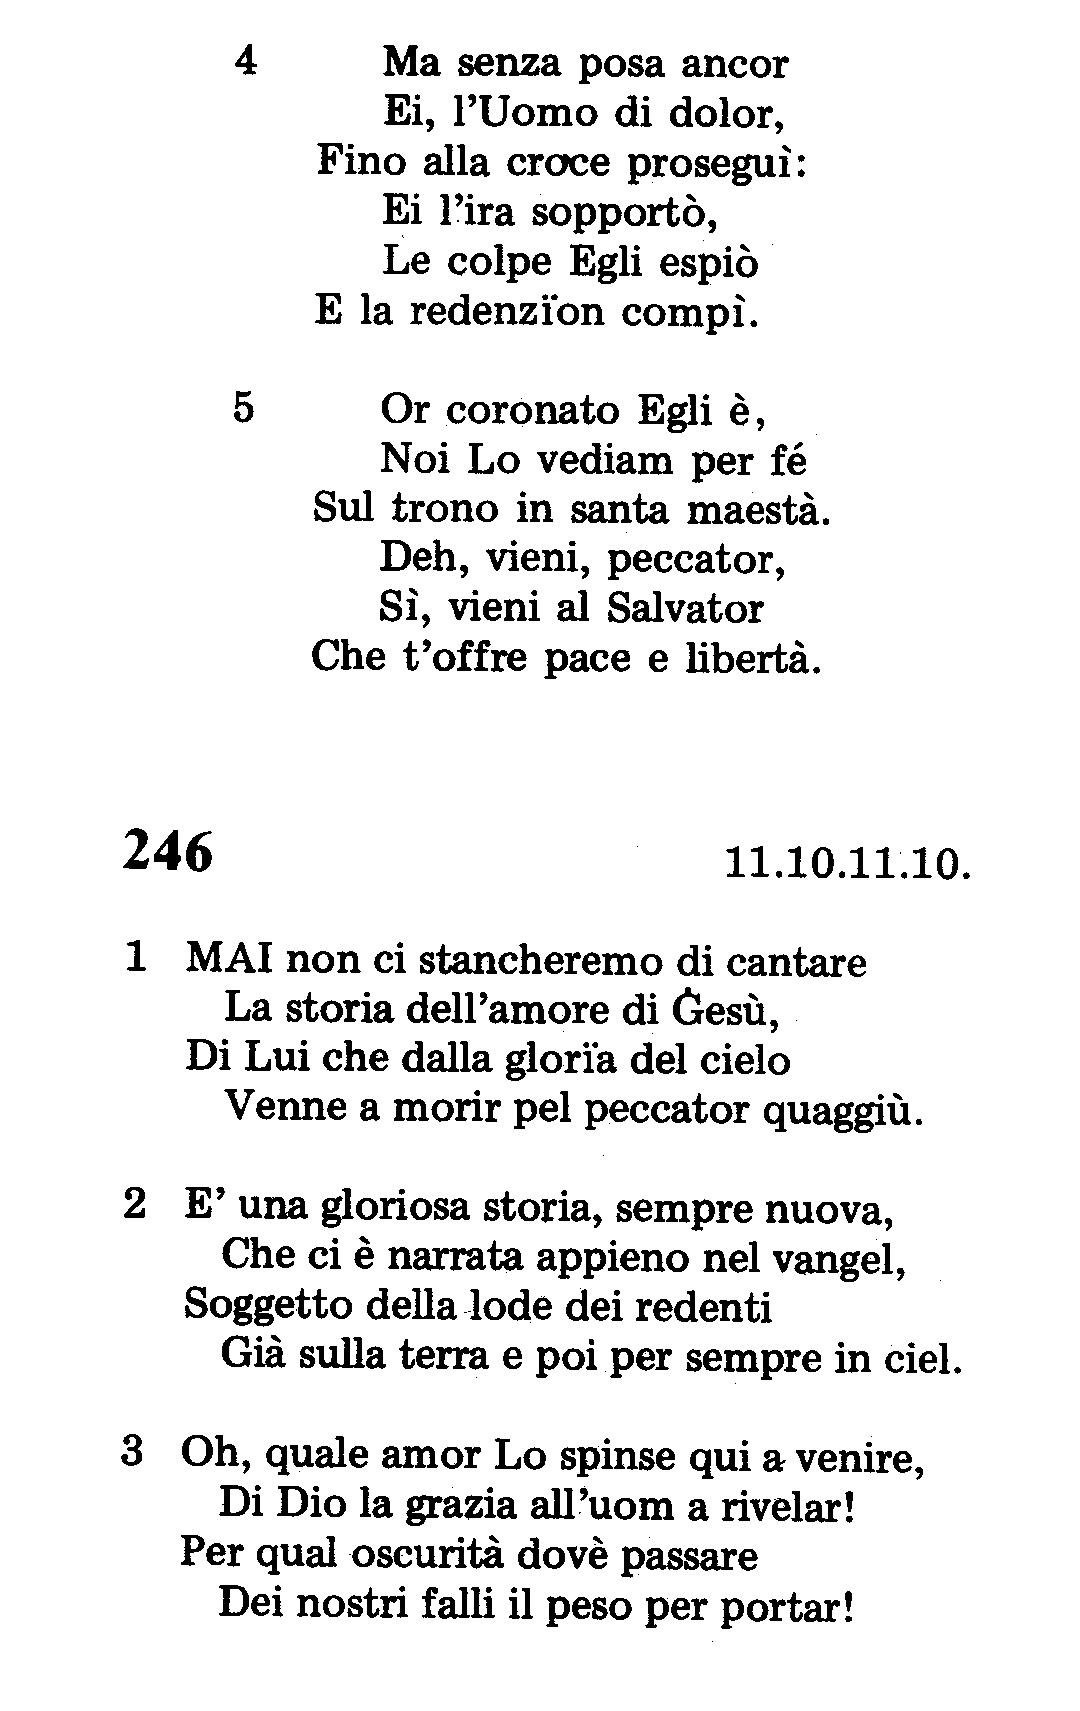 4 Ma senza posa ancor
Ei, l'Uomo di dolor,
Fino alla croce proseguì:
Ei l'ira sopportò,
Le colpe Egli espiò
E la redenzïon compì.
5 Or coronato Egli è,
Noi Lo vediam per fé
Sul trono in santa maestà.
Deh, vieni, peccator,
Sì, vieni al Salvator
Che t'offre pace e libertà.
246 11.10.11.10.
1 MAI non ci stancheremo di cantare
La storia dell'amore di Gesù,
Di Lui che dalla glorïa del cielo
Venne a morir pel peccator quaggiù.
2 E' una gloriosa storia, sempre nuova,
Che ci è narrata appieno nel vangel,
Soggetto della lode dei redenti
Già sulla terra e poi per sempre in ciel.
3 Oh, quale amor Lo spinse qui a venire,
Di Dio la grazia all'uom a rivelar!
Per qual oscurità dovè passare
Dei nostri falli il peso per portar!